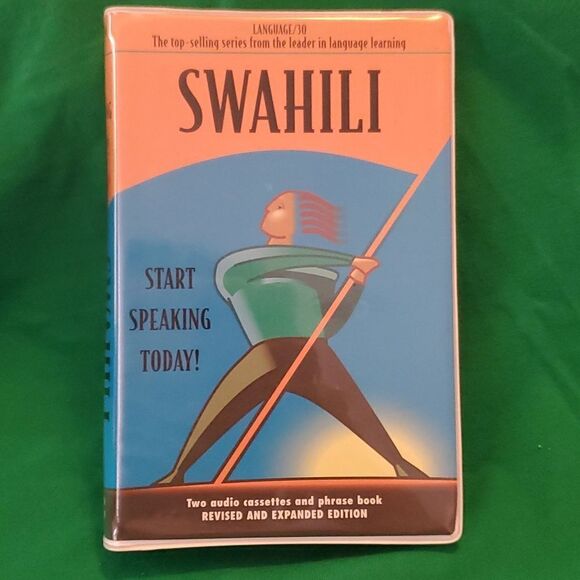 LANGUAGE/30
The top-selling series from the leader in language learning
SWAHILI
START
SPEAKING
TODAY!
Two audio cassettes and phrase book
REVISED AND EXPANDED EDITION